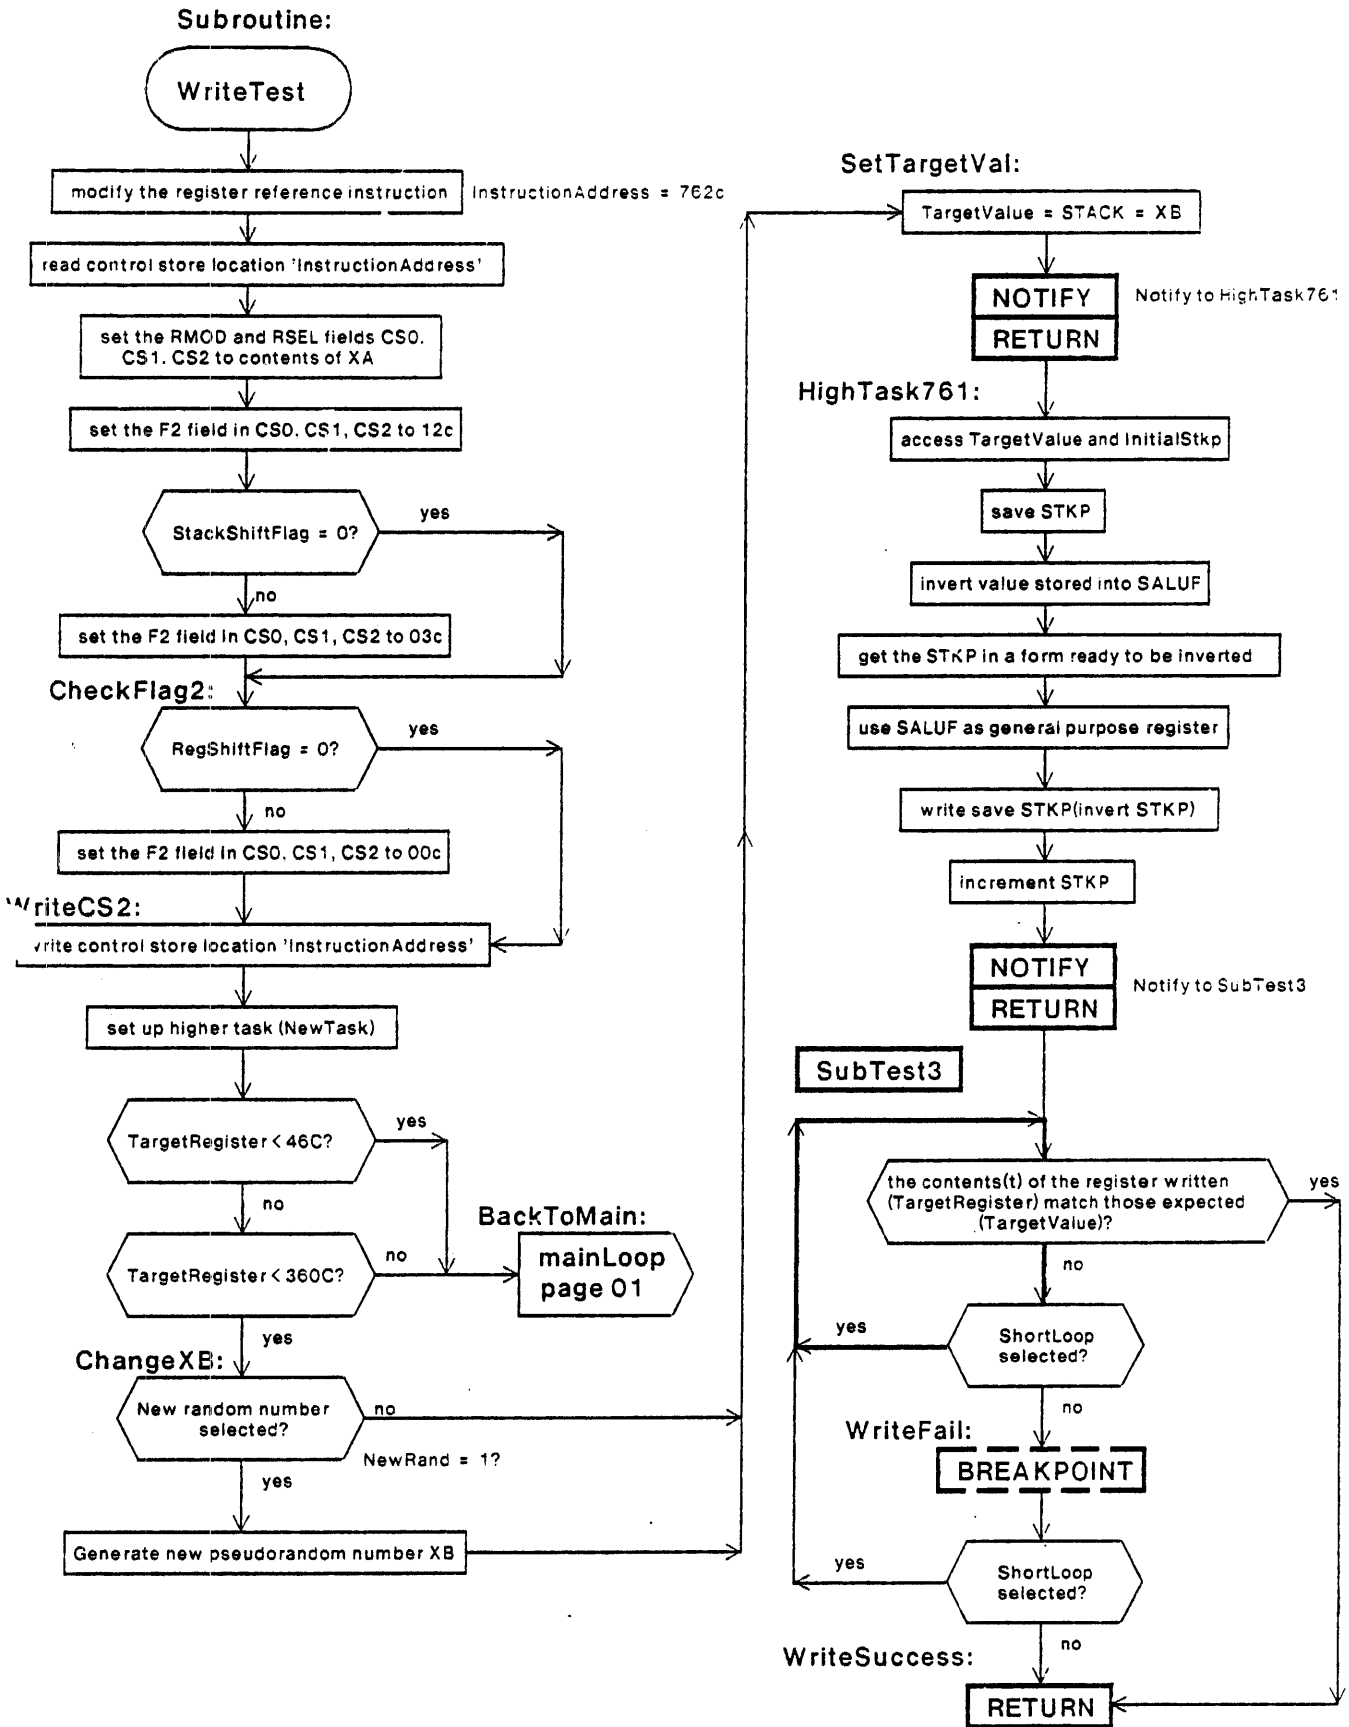 Subroutine:
WriteTest
modify the register reference instruction
InstructionAddress = 762c
read control store location 'InstructionAddress'
set the RMOD and RSEL fields CS0.
CS1. CS2 to contents of XA
set the F2 field in CS0. CS1, CS2 to 12c
StackShiftFlag = 0?
yes
no
set the F2 field in CS0, CS1, CS2 to 03c
CheckFlag2:
RegShiftFlag = 0?
yes
no
set the F2 field in CS0. CS1, CS2 to 00c
WriteCS2:
write control store location 'InstructionAddress'
set up higher task (NewTask)
TargetRegister < 46C?
yes
no
TargetRegister < 360C?
no
yes
BackToMain:
mainLoop
page 01
ChangeXB:
New random number
selected?
no
NewRand = 1?
yes
Generate new pseudorandom number XB
SetTargetVal:
TargetValue = STACK = XB
NOTIFY
RETURN
Notify to HighTask761
HighTask761:
access TargetValue and InitialStkp
save STKP
invert value stored into SALUF
get the STKP in a form ready to be inverted
use SALUF as general purpose register
write save STKP(invert STKP)
increment STKP
NOTIFY
RETURN
Notify to SubTest3
SubTest3
the contents(t) of the register written
(TargetRegister) match those expected
(TargetValue)?
yes
no
ShortLoop
selected?
yes
no
WriteFail:
BREAKPOINT
ShortLoop
selected?
yes
no
WriteSuccess:
RETURN